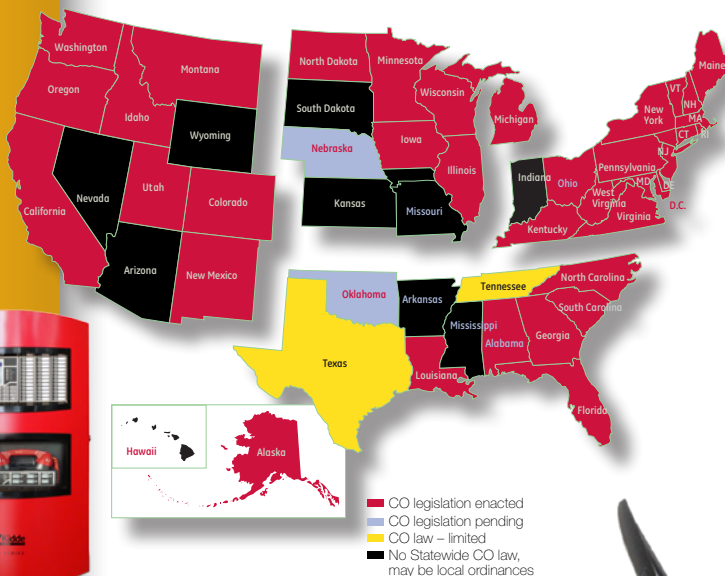 Washington
Montana
Oregon
Idaho
Wyoming
Nevada
Utah
Colorado
California
Arizona
New Mexico
North Dakota
Minnesota
South Dakota
Wisconsin
Michigan
Nebraska
Iowa
Illinois
Kansas
Missouri
Maine
VT
NH
New
York
MA
CT
RI
NJ
Pennsylvania
Indiana
Ohio
MD
DE
West
Virginia
D.C.
Virginia
Kentucky
Oklahoma
Arkansas
Tennessee
North Carolina
South Carolina
Mississippi
Alabama
Georgia
Texas
Louisiana
Florida
Hawaii
Alaska
CO legislation enacted
CO legislation pending
CO law – limited
No Statewide CO law,
may be local ordinances